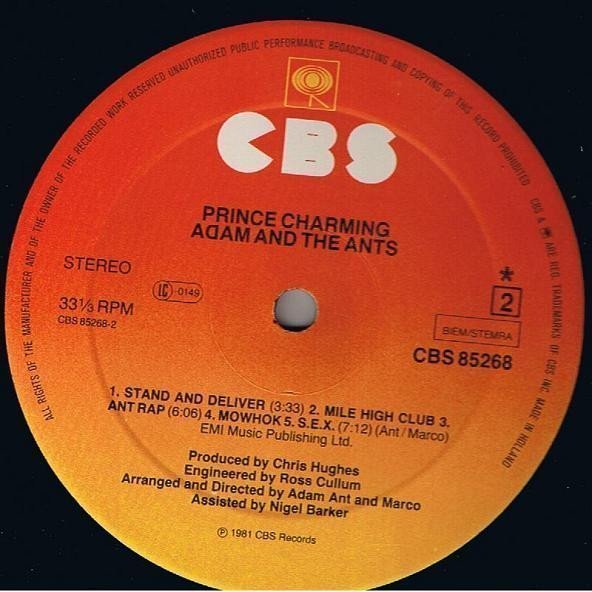 ALL RIGHTS OF THE MANUFACTURER AND OF THE OWNER OF THE RECORDED WORK RESERVED UNAUTHORIZED PUBLIC PERFORMANCE BROADCASTING AND COPYING OF THIS RECORD PROHIBITED CBS & ARE REG. TRADEMARKS OF CBS INC. MADE IN HOLLAND
CBS
PRINCE CHARMING
ADAM AND THE ANTS
STEREO
LC -0149
*
2
33⅓ RPM
CBS 85268-2
BIEM/STEMRA
CBS 85268
1. STAND AND DELIVER (3:33) 2. MILE HIGH CLUB 3.
ANT RAP (6:06) 4. MOWHOK 5. S.E.X. (7:12) (Ant/Marco)
EMI Music Publishing Ltd.
Produced by Chris Hughes
Engineered by Ross Cullum
Arranged and Directed by Adam Ant and Marco
Assisted by Nigel Barker
℗ 1981 CBS Records